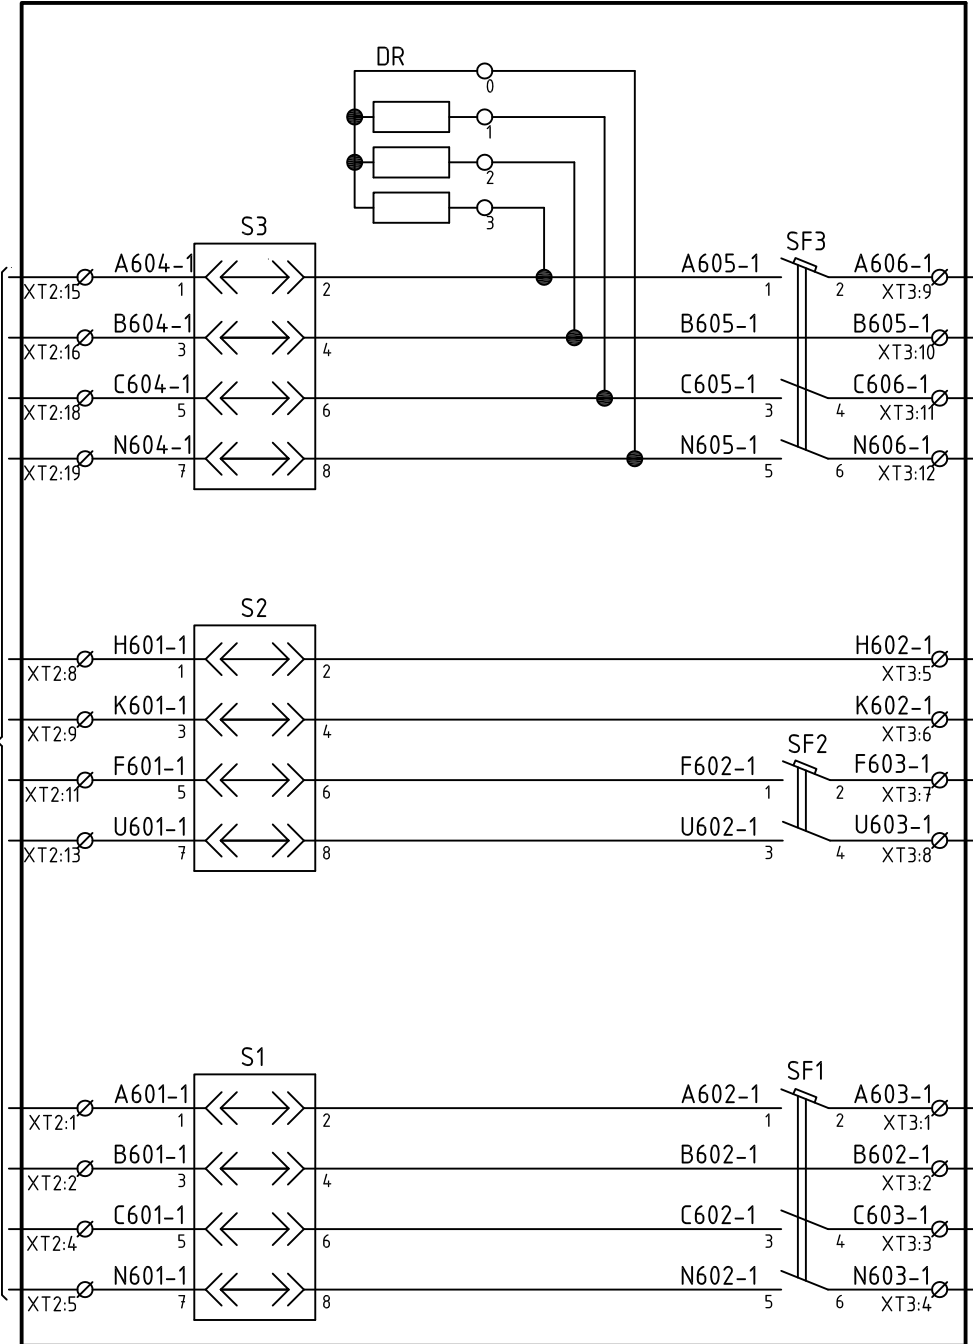 DR
0
1
2
3
S3
SF3
A604-1
A605-1
A606-1
XT2:15
1
2
1
2
XT3:9
B604-1
B605-1
B605-1
XT2:16
3
4
XT3:10
C604-1
C605-1
C606-1
XT2:18
5
6
3
4
XT3:11
N604-1
N605-1
N606-1
XT2:19
7
8
5
6
XT3:12
S2
H601-1
H602-1
XT2:8
1
2
XT3:5
K601-1
K602-1
XT2:9
3
4
XT3:6
SF2
F601-1
F602-1
F603-1
XT2:11
5
6
1
2
XT3:7
U601-1
U602-1
U603-1
XT2:13
7
8
3
4
XT3:8
S1
SF1
A601-1
A602-1
A603-1
XT2:1
1
2
1
2
XT3:1
B601-1
B602-1
B602-1
XT2:2
3
4
XT3:2
C601-1
C602-1
C603-1
XT2:4
5
6
3
4
XT3:3
N601-1
N602-1
N603-1
XT2:5
7
8
5
6
XT3:4